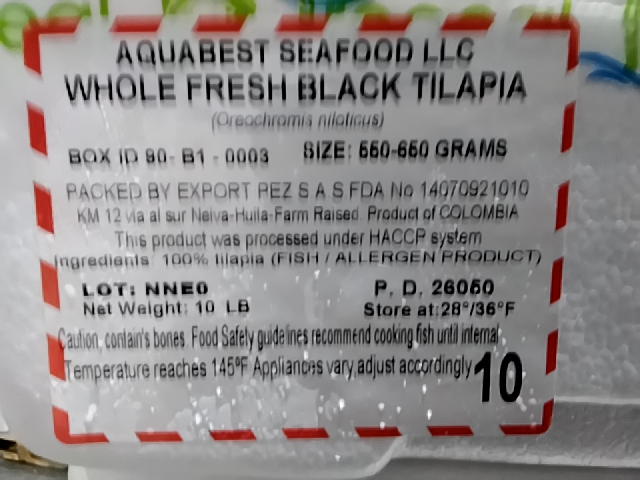 AQUABEST SEAFOOD LLC
WHOLE FRESH BLACK TILAPIA
(Oreochromis niloticus)
BOX ID 90- B1 - 0003 SIZE: 550-650 GRAMS
PACKED BY EXPORT PEZ S A S FDA No 14070921010
KM 12 via al sur Neiva-Huila-Farm Raised. Product of COLOMBIA
This product was processed under HACCP system
Ingredients 100% tilapia (FISH / ALLERGEN PRODUCT)
LOT: NNE0 P. D. 26050
Net Weight: 10 LB Store at:28°/36°F
Caution, contain's bones. Food Safely guidelines recommend cooking fish until internal
Temperature reaches 145°F Appliances vary,adjust accordingly 10